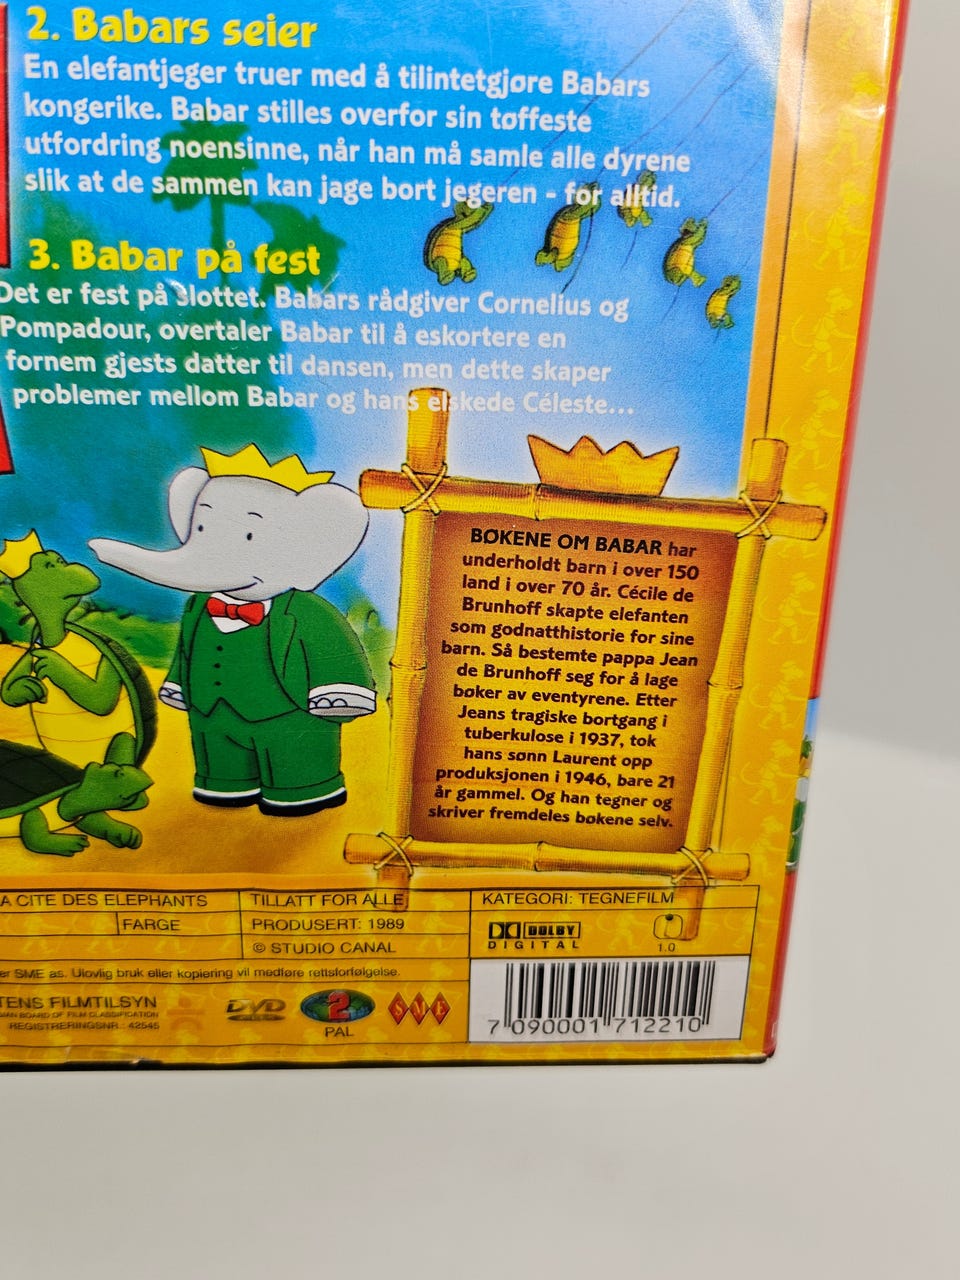 2. Babars seier
En elefantjeger truer med å tilintetgjøre Babars
kongerike. Babar stilles overfor sin tøffeste
utfordring noensinne, når han må samle alle dyrene
slik at de sammen kan jage bort jegeren - for alltid.
3. Babar på fest
Det er fest på slottet. Babars rådgiver Cornelius og
Pompadour, overtaler Babar til å eskortere en
fornem gjests datter til dansen, men dette skaper
problemer mellom Babar og hans elskede Céleste...
BØKENE OM BABAR har
underholdt barn i over 150
land i over 70 år. Cécile de
Brunhoff skapte elefanten
som godnatthistorie for sine
barn. Så bestemte pappa Jean
de Brunhoff seg for å lage
bøker av eventyrene. Etter
Jeans tragiske bortgang i
tuberkulose i 1937, tok
hans sønn Laurent opp
produksjonen i 1946, bare 21
år gammel. Og han tegner og
skriver fremdeles bøkene selv.
A CITE DES ELEPHANTS
TILLATT FOR ALLE
KATEGORI: TEGNEFILM
FARGE
PRODUSERT: 1989
© STUDIO CANAL
DOLBY
DIGITAL
1.0
er SME as. Ulovlig bruk eller kopiering vil medføre rettsforfølgelse.
TENS FILMTILSYN
IAN BOARD OF FILM CLASSIFICATION
REGISTRERINGSNR.: 42545
DVD
2
PAL
SME
7 090001 712210